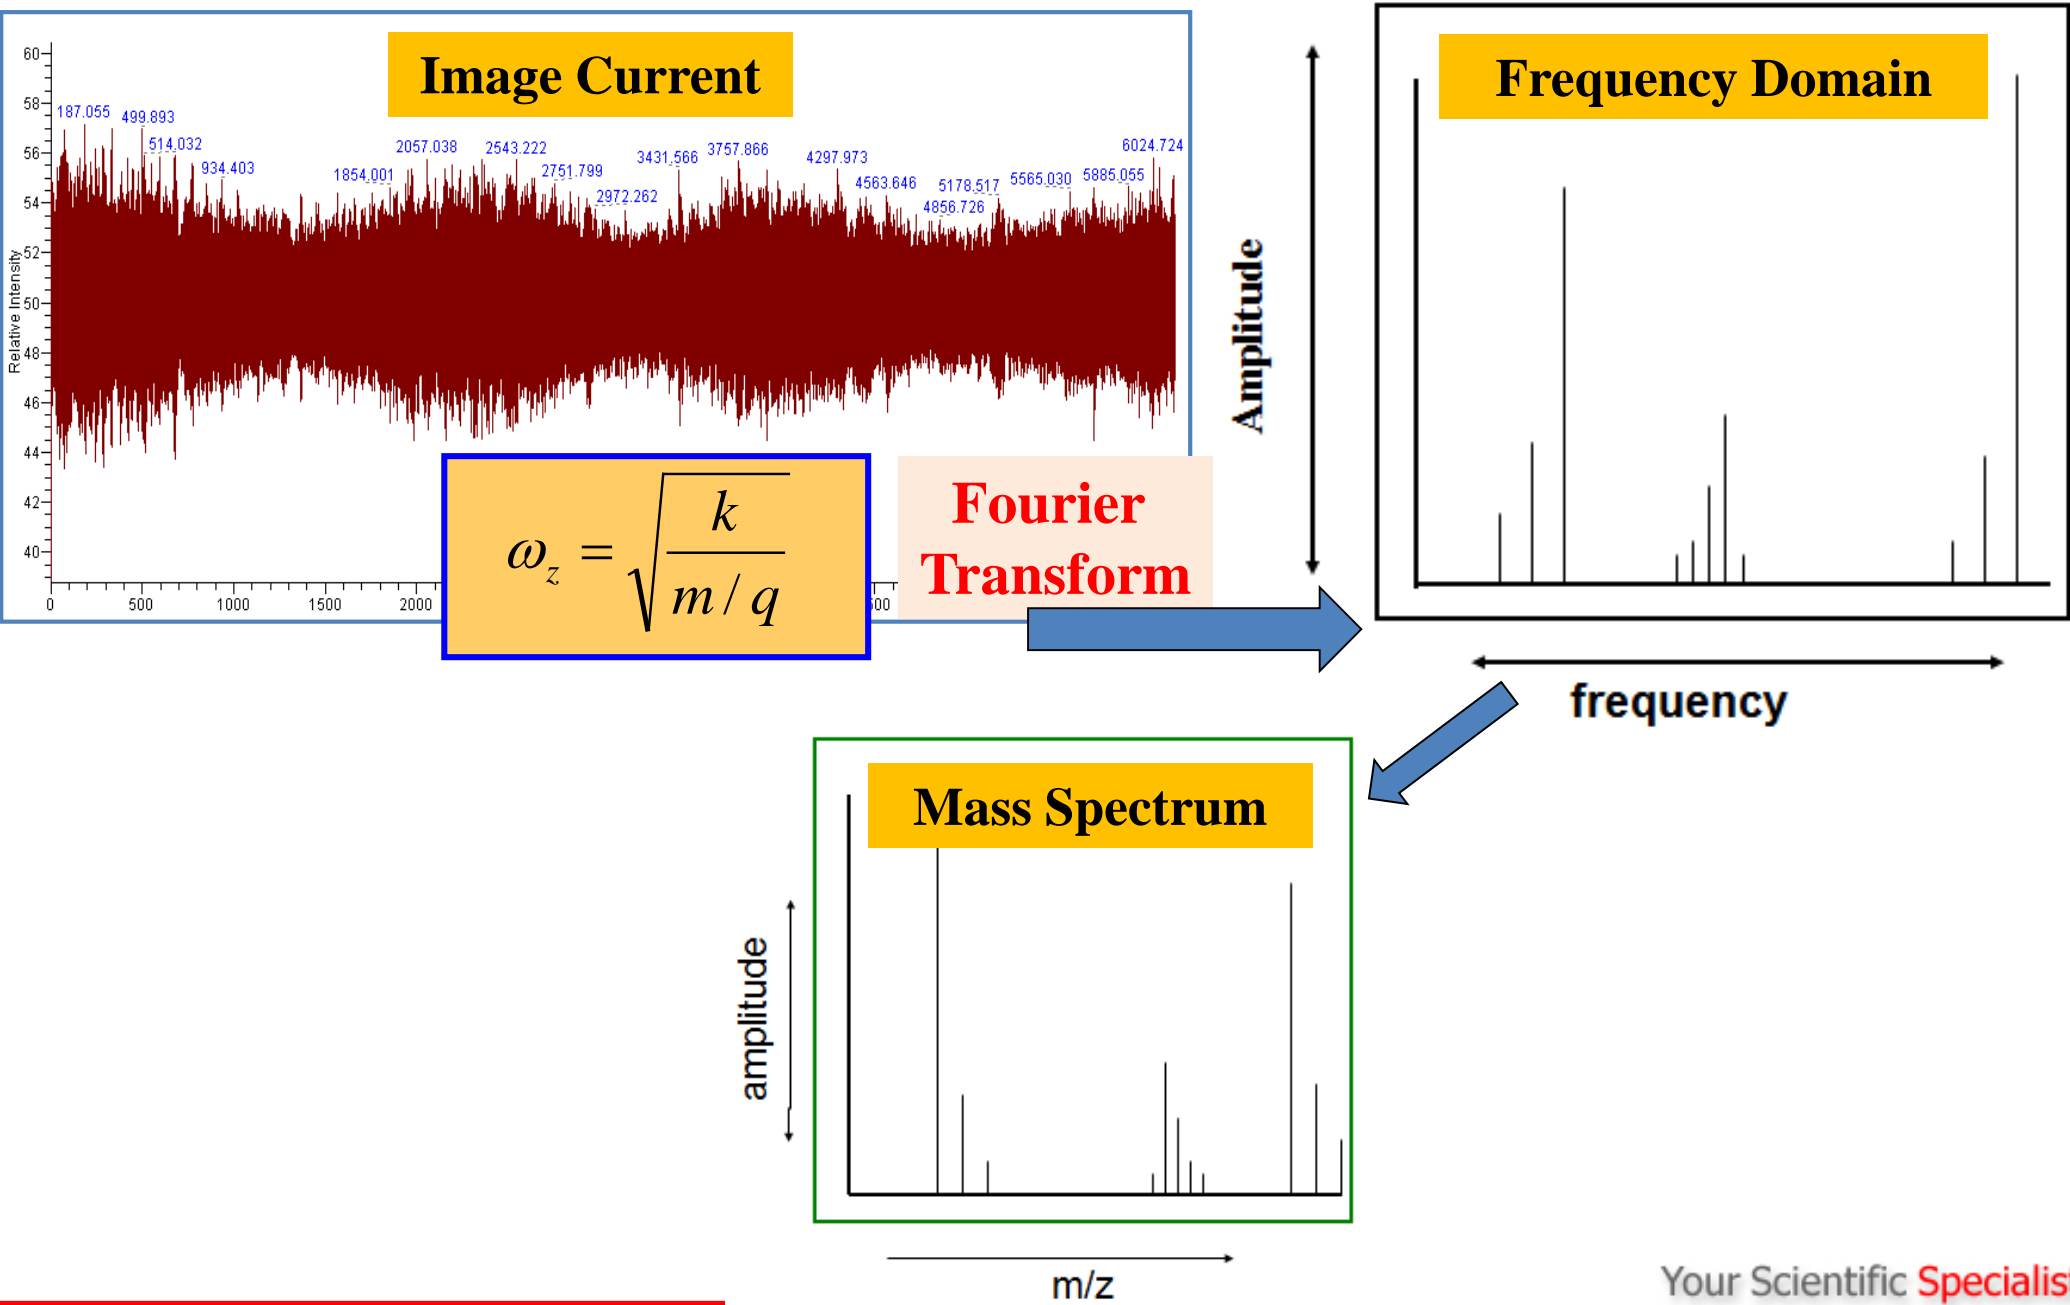 Image Current
60
58
56
54
52
50
48
46
44
42
40
Relative Intensity
187.055
499.893
514.032
934.403
1854.001
2057.038
2543.222
2751.799
2972.262
3431.566
3757.866
4297.973
4563.646
4856.726
5178.517
5565.030
5885.055
6024.724
0
500
1000
1500
2000
ω_z = √(k / (m / q))
Fourier
Transform
Frequency Domain
Amplitude
frequency
Mass Spectrum
amplitude
m/z
Your Scientific Specialis